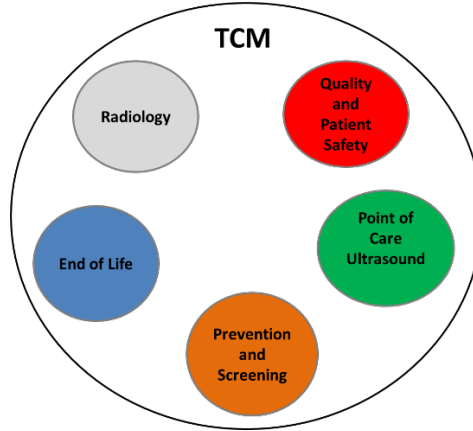 TCM
Radiology
Quality
and
Patient
Safety
End of Life
Point of
Care
Ultrasound
Prevention
and
Screening